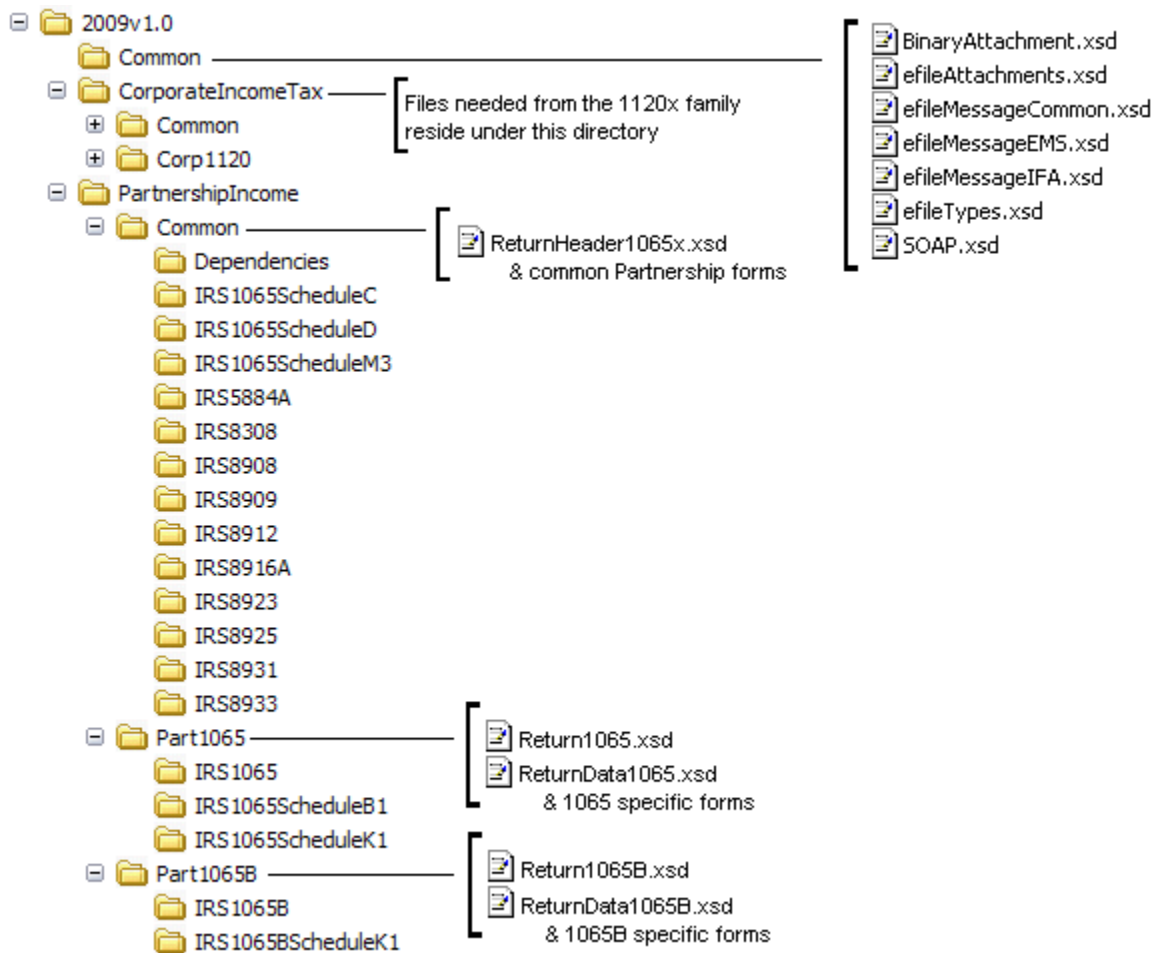 2009v1.0
Common
BinaryAttachment.xsd
efileAttachments.xsd
efileMessageCommon.xsd
efileMessageEMS.xsd
efileMessageIFA.xsd
efileTypes.xsd
SOAP.xsd
CorporateIncomeTax
Files needed from the 1120x family
reside under this directory
Common
Corp1120
PartnershipIncome
Common
ReturnHeader1065x.xsd
& common Partnership forms
Dependencies
IRS1065ScheduleC
IRS1065ScheduleD
IRS1065ScheduleM3
IRS5884A
IRS8308
IRS8908
IRS8909
IRS8912
IRS8916A
IRS8923
IRS8925
IRS8931
IRS8933
Part1065
Return1065.xsd
ReturnData1065.xsd
& 1065 specific forms
IRS1065
IRS1065ScheduleB1
IRS1065ScheduleK1
Part1065B
Return1065B.xsd
ReturnData1065B.xsd
& 1065B specific forms
IRS1065B
IRS1065BScheduleK1